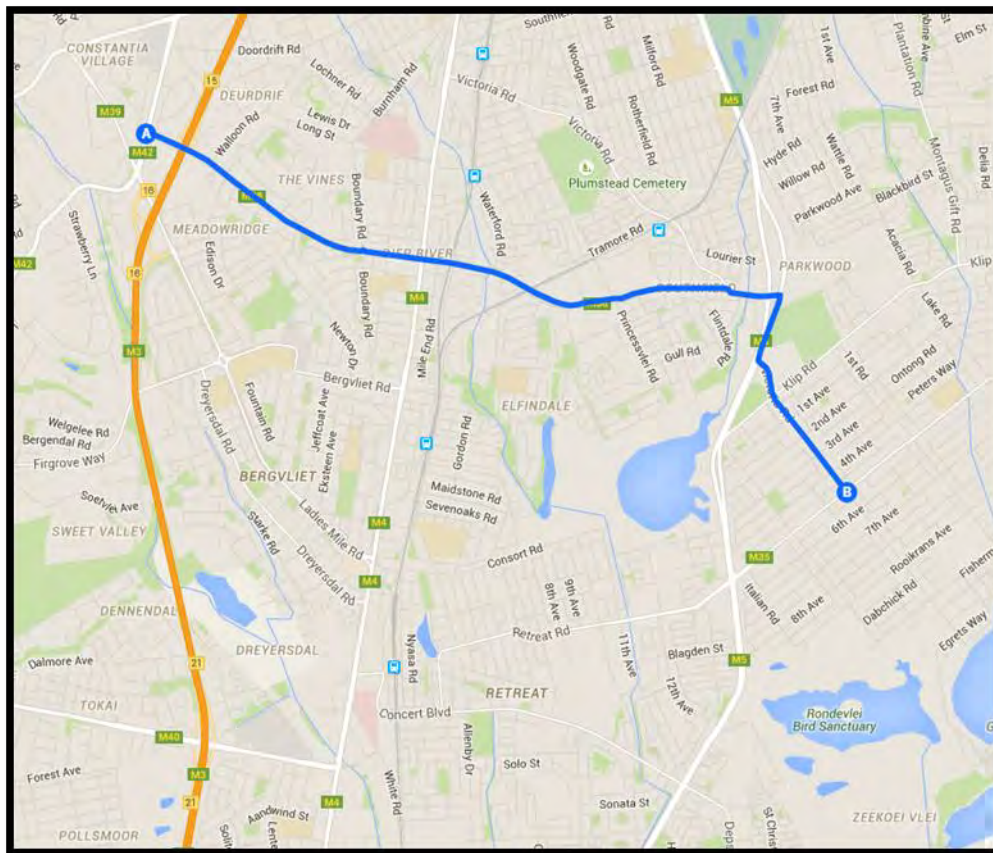 CONSTANTIA
VILLAGE
Doordrift Rd
15
DEURDRIF
Lochner Rd
Burnham Rd
Victoria Rd
Woodgate Rd
Milford Rd
Rotherfield Rd
M5
1st Ave
Forest Rd
7th Ave
Plantation Rd
Elm St
M39
A
M42
Walloon Rd
Lewis Dr
Long St
THE VINES
Boundary Rd
Victoria Rd
Plumstead Cemetery
Hyde Rd
Willow Rd
Wattle Rd
Parkwood Ave
Blackbird St
Montagus Gift Rd
Delia Rd
16
Strawberry Ln
M42
MEADOWRIDGE
Edison Dr
Waterford Rd
Tramore Rd
Lourier St
PARKWOOD
Acacia Rd
Klip
16
Boundary Rd
M4
Mile End Rd
Newton Dr
Princessvlei Rd
Gull Rd
Flintdale Rd
Lake Rd
M3
Klip Rd
1st Rd
Ontong Rd
Peters Way
Bergvliet Rd
Dreyersdal Rd
Fountain Rd
Jeffcoat Ave
Eksteen Ave
ELFINDALE
Gordon Rd
1st Ave
2nd Ave
3rd Ave
4th Ave
Welgelee Rd
Bergendal Rd
Firgrove Way
BERGVLIET
Maidstone Rd
Sevenoaks Rd
B
6th Ave
7th Ave
Soetvlei Ave
SWEET VALLEY
Starke Rd
Ladies Mile Rd
Dreyersdal Rd
M4
M4
Consort Rd
M35
Rooikrans Ave
Dabchick Rd
8th Ave
Italian Rd
DENNENDAL
8th Ave
9th Ave
Retreat Rd
11th Ave
Egrets Way
Dalmore Ave
21
DREYERSDAL
Nyasa Rd
Blagden St
M5
TOKAI
RETREAT
12th Ave
Concert Blvd
Rondevlei
Bird Sanctuary
M40
Allenby Dr
Solo St
Forest Ave
M3
21
White Rd
M4
Aandwind St
Sonata St
POLLSMOOR
ZEEKOEI VLEI